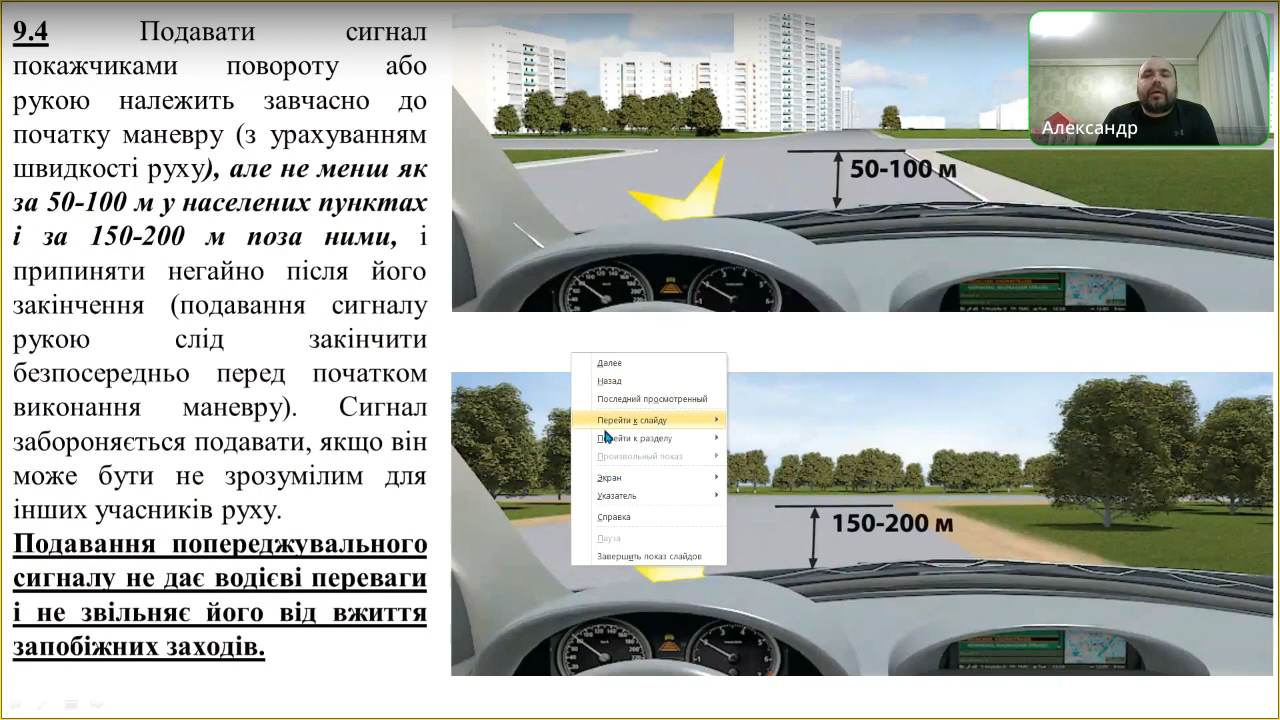 9.4 Подавати сигнал
покажчиками повороту або
рукою належить завчасно до
початку маневру (з урахуванням
швидкості руху), але не менш як
за 50-100 м у населених пунктах
і за 150-200 м поза ними, і
припиняти негайно після його
закінчення (подавання сигналу
рукою слід закінчити
безпосередньо перед початком
виконання маневру). Сигнал
забороняється подавати, якщо він
може бути не зрозумілим для
інших учасників руху.
Подавання попереджувального
сигналу не дає водієві переваги
і не звільняє його від вжиття
запобіжних заходів.
50-100 м
Александр
Далее
Назад
Последний просмотренный
Перейти к слайду
Перейти к разделу
Произвольный показ
Экран
Указатель
Справка
Пауза
Завершить показ слайдов
150-200 м